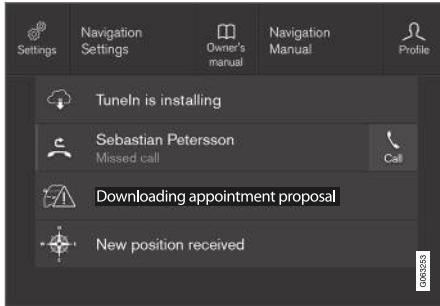 Settings
Navigation
Settings
Owner's
manual
Navigation
Manual
Profile
TuneIn is installing
Sebastian Petersson
Missed call
Call
Downloading appointment proposal
New position received
G063253